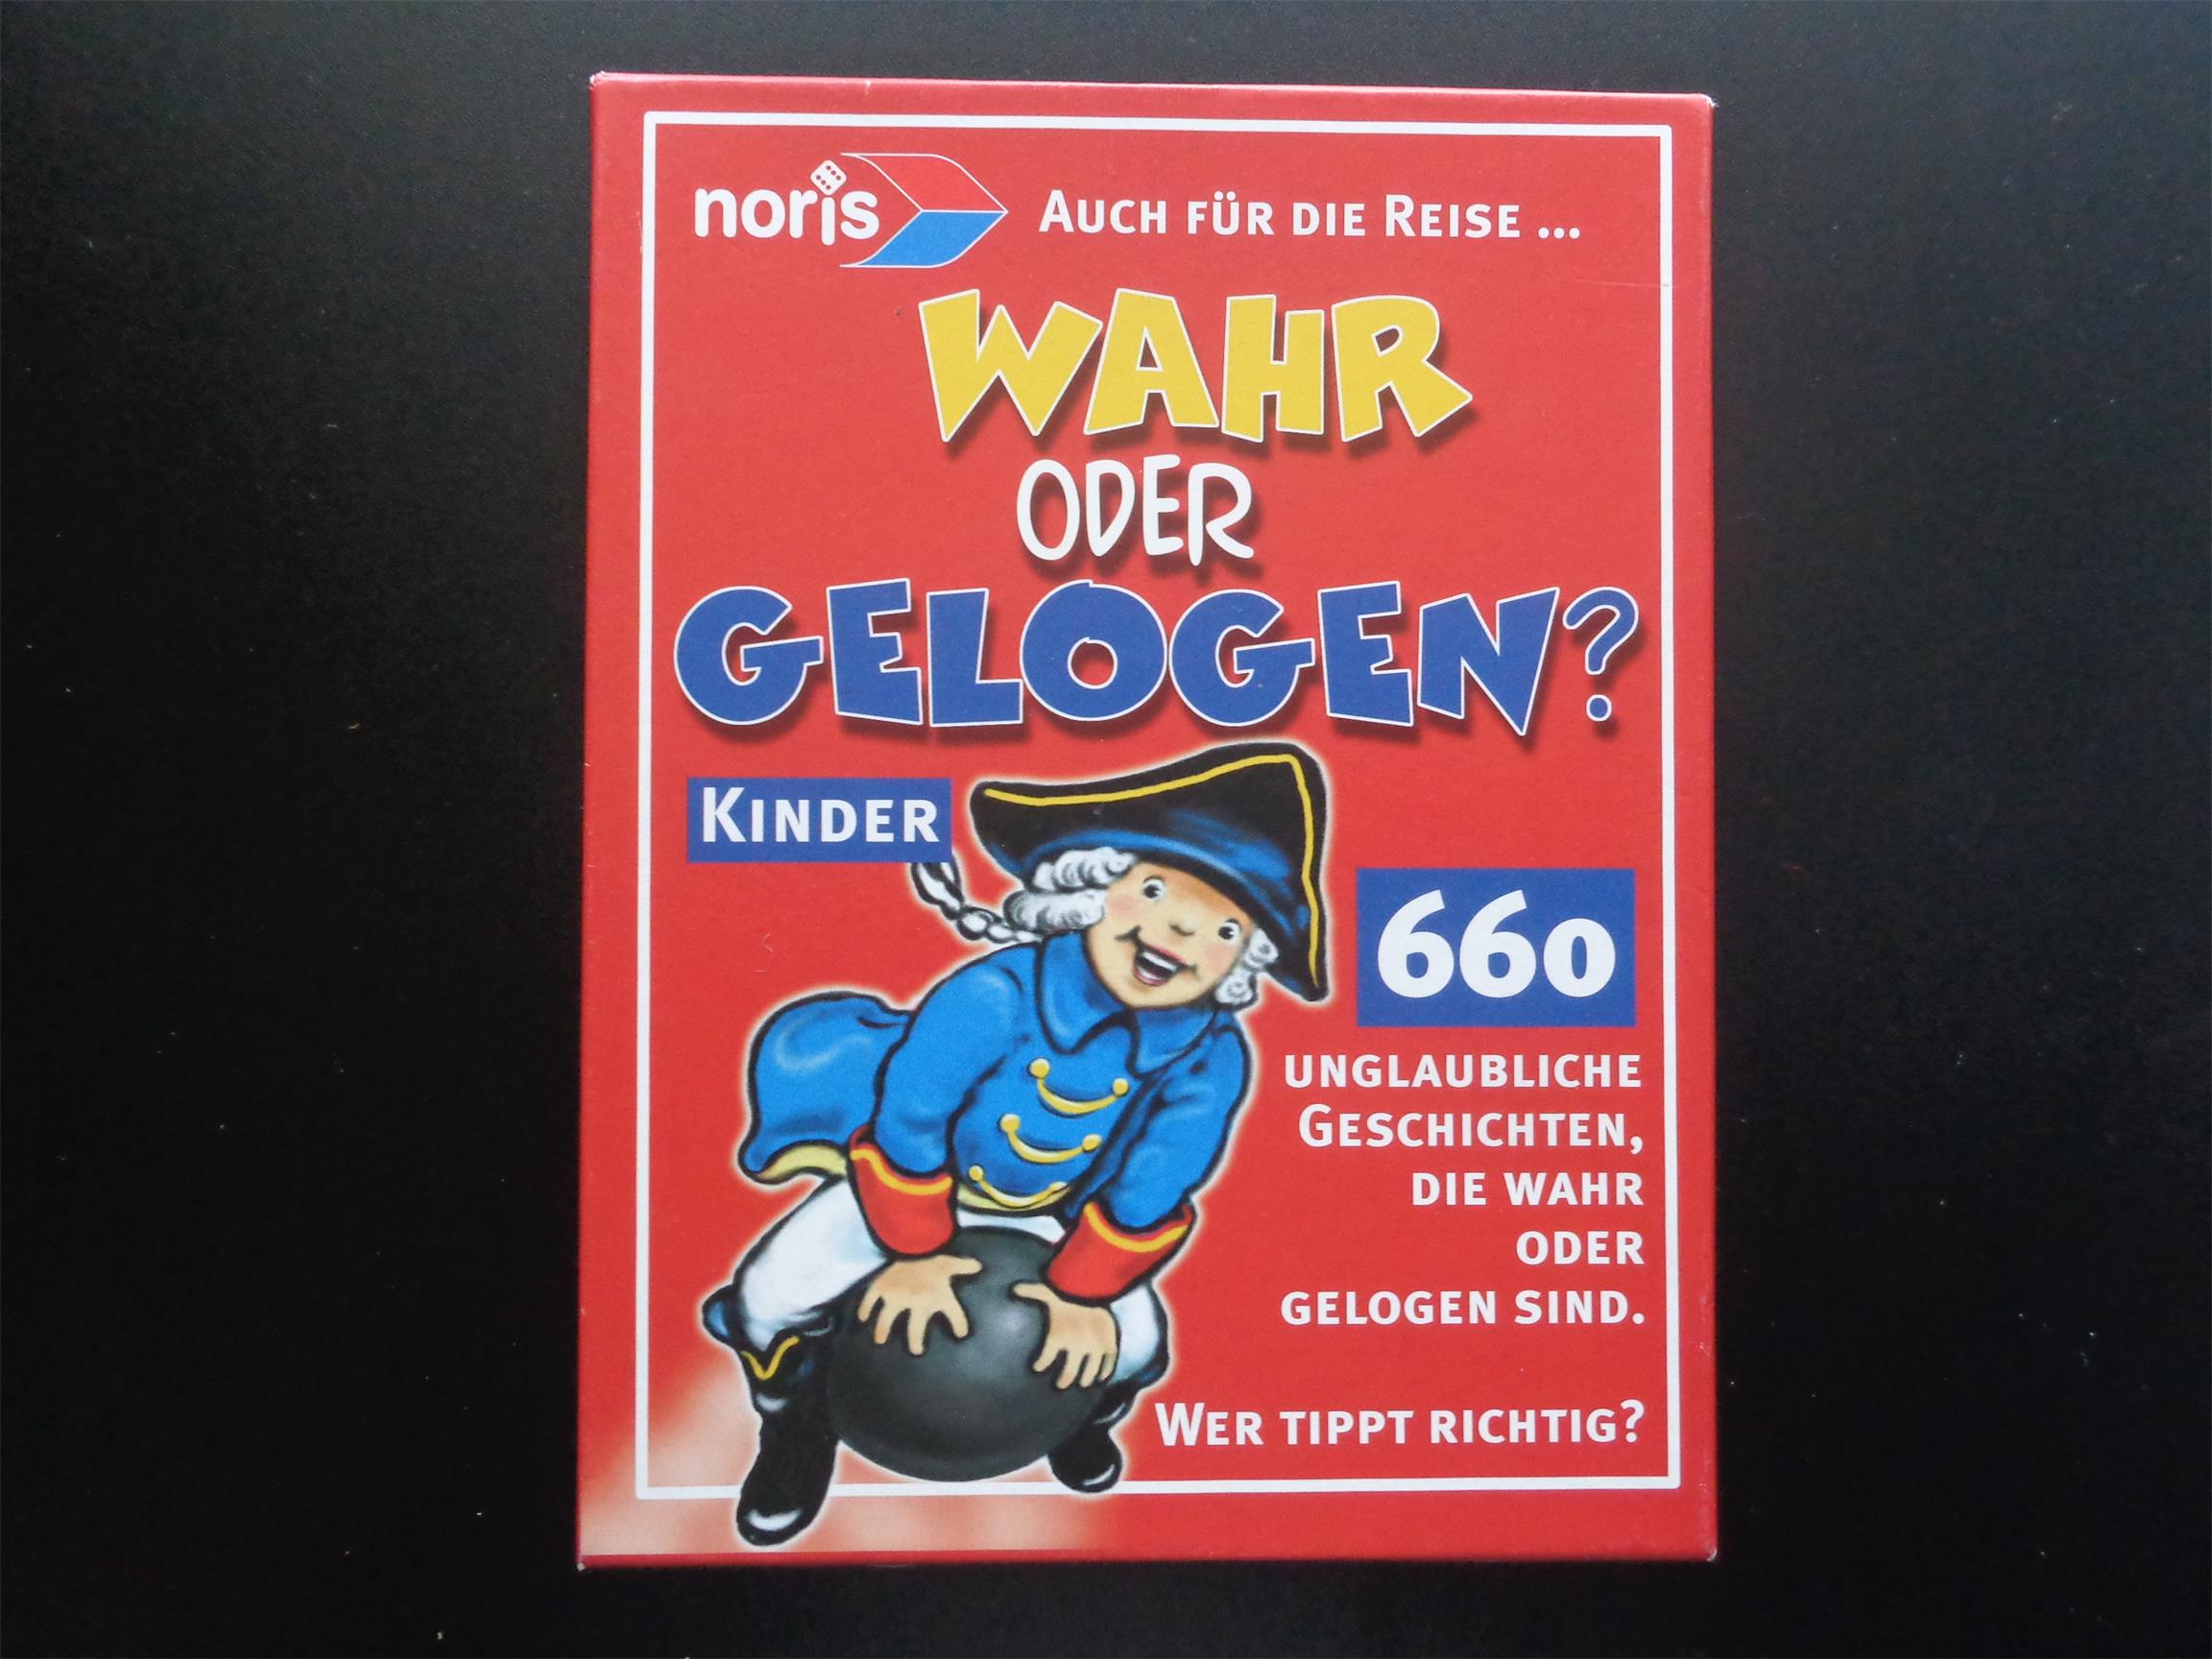 noris
AUCH FÜR DIE REISE ...
WAHR
ODER
GELOGEN?
KINDER
660
UNGLAUBLICHE
GESCHICHTEN,
DIE WAHR
ODER
GELOGEN SIND.
WER TIPPT RICHTIG?